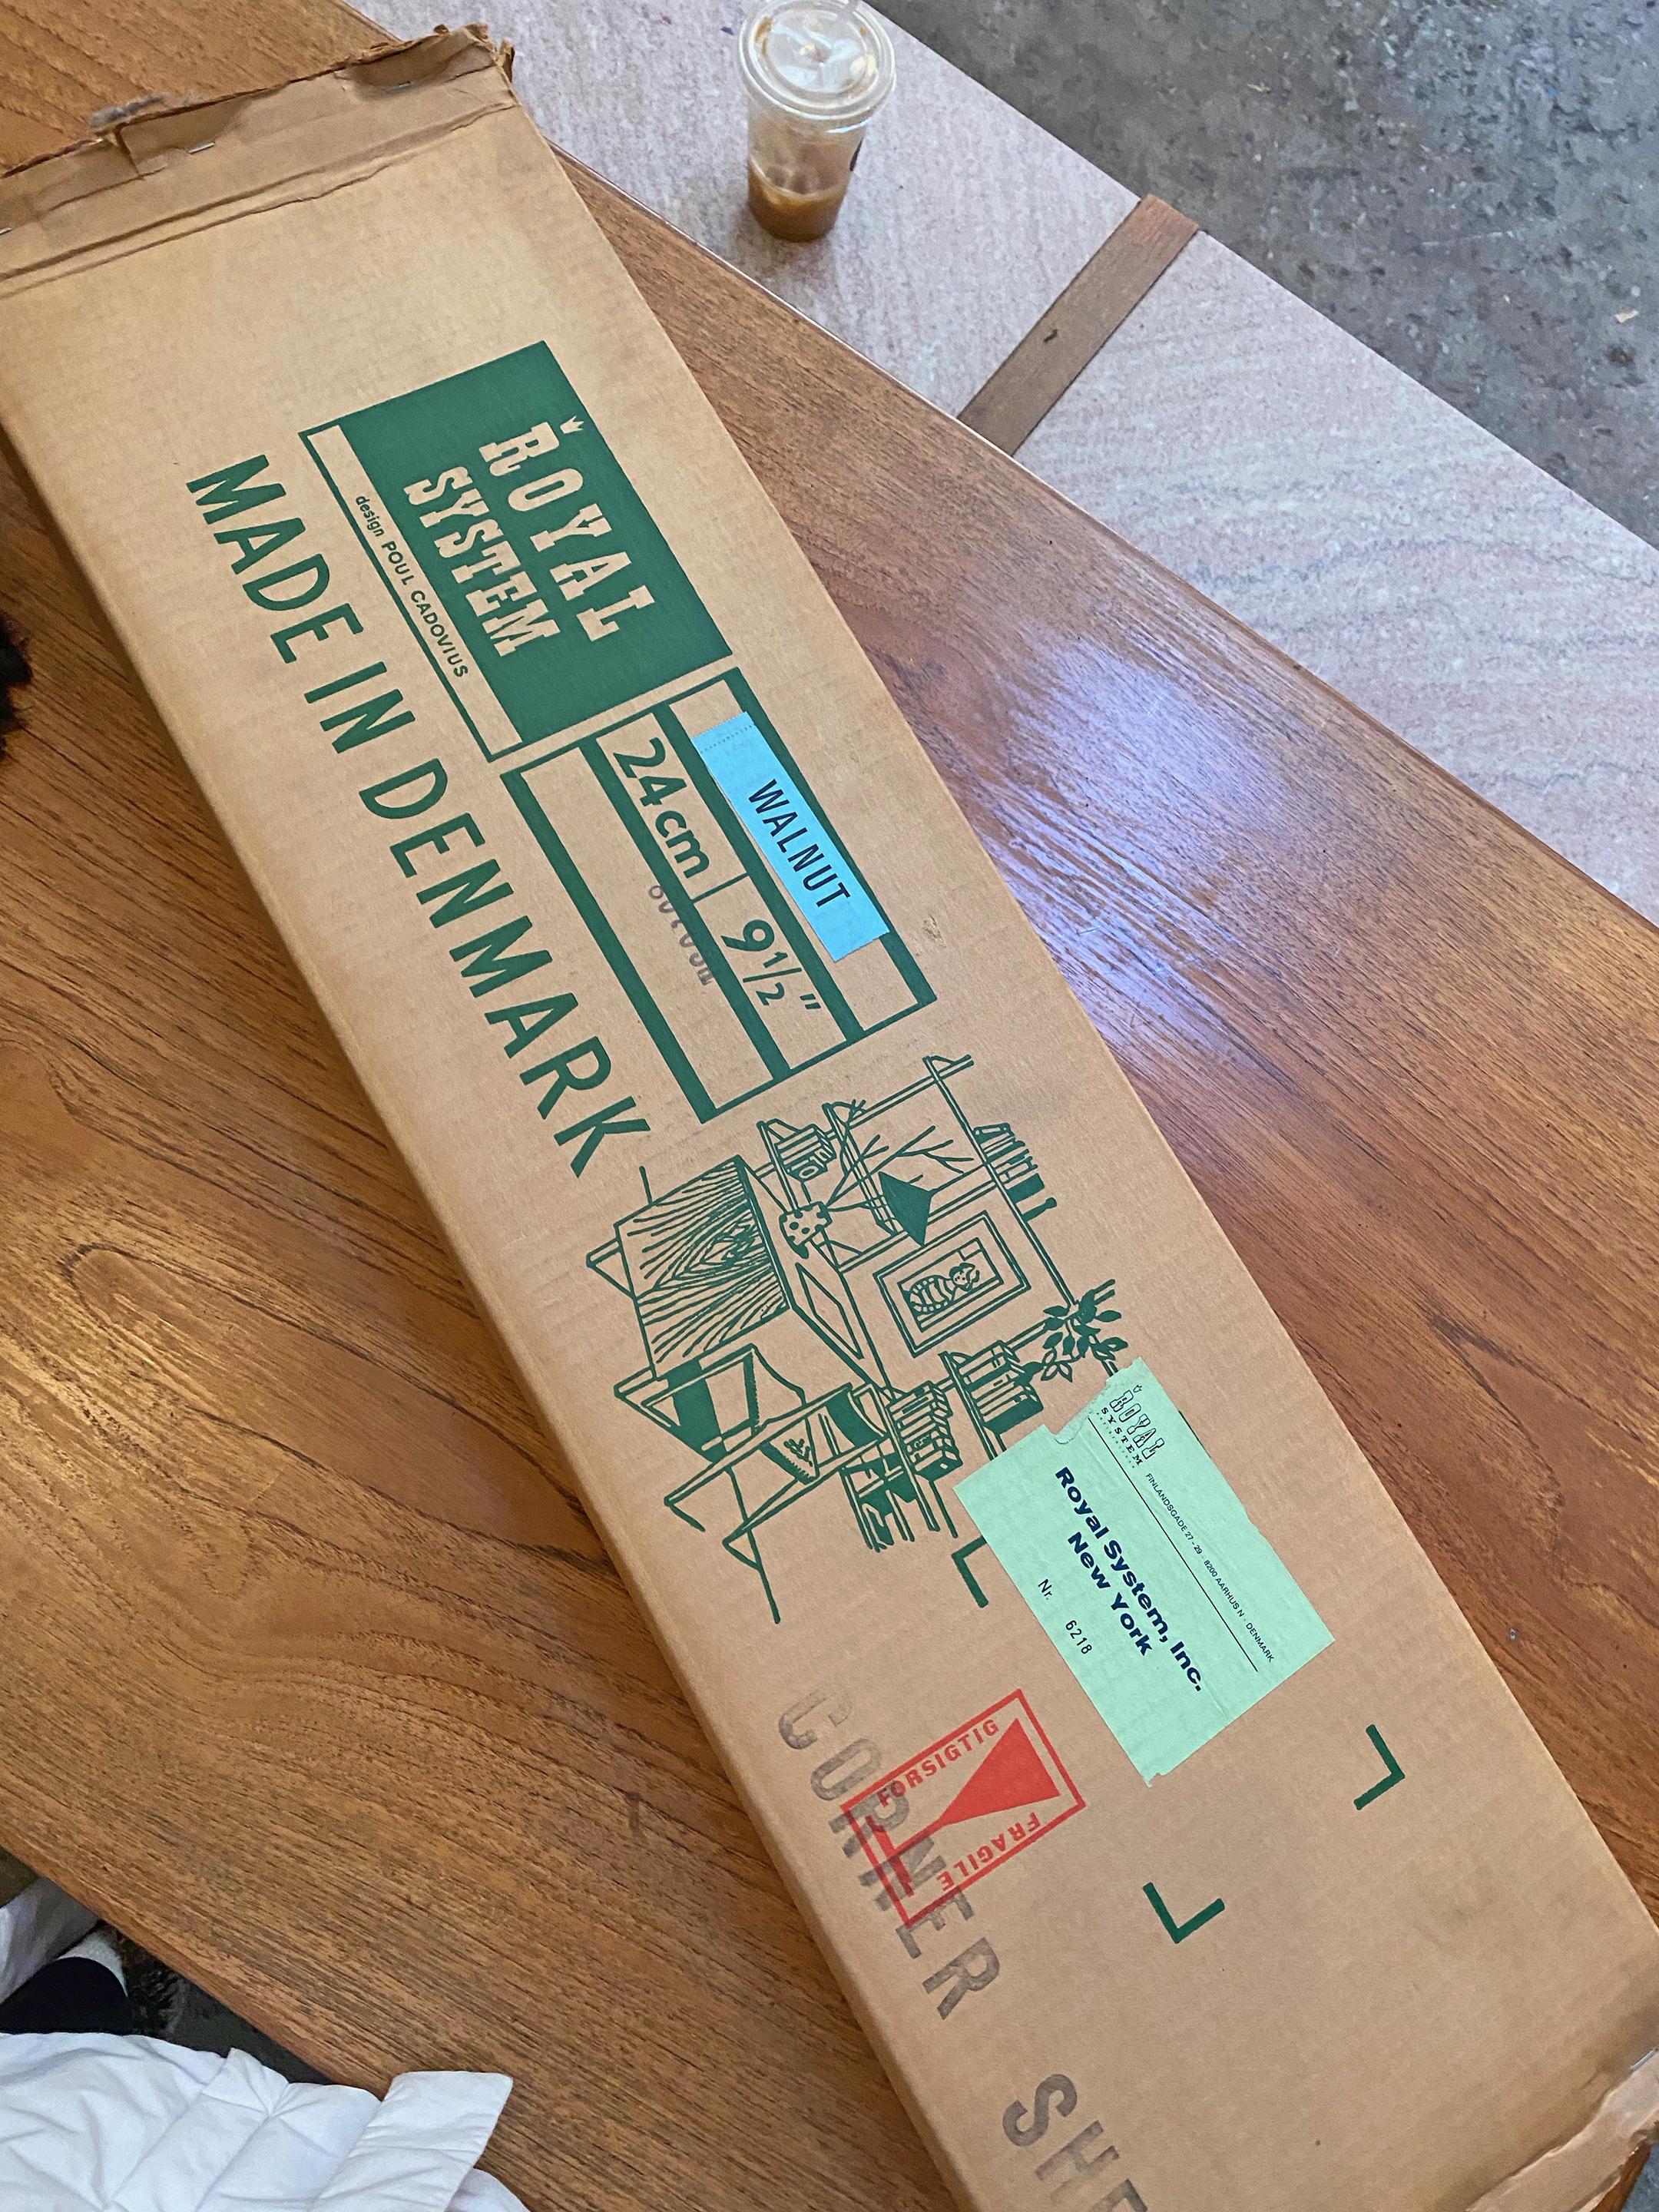 ROYAL
SYSTEM
design POUL CADOVIUS
MADE IN DENMARK
WALNUT
24cm 9½"
ROYAL
SYSTEM
FINLANDSGADE 27 - 29 · 8200 AARHUS N · DENMARK
Royal System, Inc.
New York
Nr. 6218
FORSIGTIG
FRAGILE
CORNER